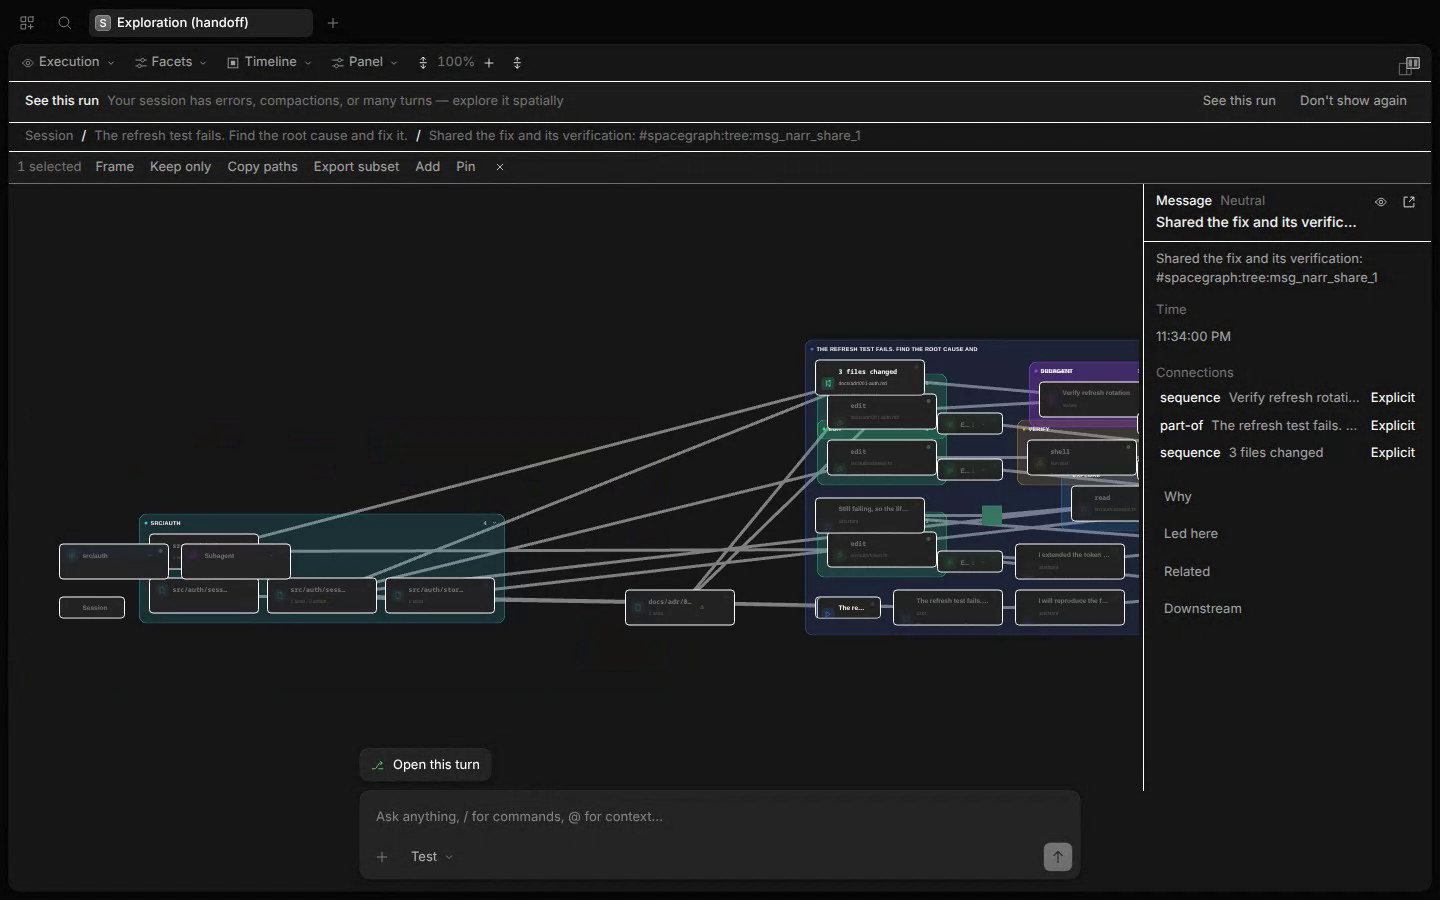 S Exploration (handoff)
Execution Facets Timeline Panel 100%
See this run Your session has errors, compactions, or many turns — explore it spatially See this run Don't show again
Session / The refresh test fails. Find the root cause and fix it. / Shared the fix and its verification: #spacegraph:tree:msg_narr_share_1
1 selected Frame Keep only Copy paths Export subset Add Pin ×
Message Neutral
Shared the fix and its verific...
Shared the fix and its verification:
#spacegraph:tree:msg_narr_share_1
Time
11:34:00 PM
Connections
sequence Verify refresh rotati... Explicit
part-of The refresh test fails. ... Explicit
sequence 3 files changed Explicit
Why
Led here
Related
Downstream
THE REFRESH TEST FAILS. FIND THE ROOT CAUSE AND
3 files changed
SUBAGENT
Verify refresh rotation
edit
E...
VERIFY
edit
shell
E...
read
Still failing, so the lif...
edit
E...
I extended the token ...
The re...
The refresh test fails....
I will reproduce the f...
SRC/AUTH 4
src/auth
Subagent
src/auth/sess...
src/auth/sess...
src/auth/stor...
Session
docs/adr/0...
Open this turn
Ask anything, / for commands, @ for context...
Test